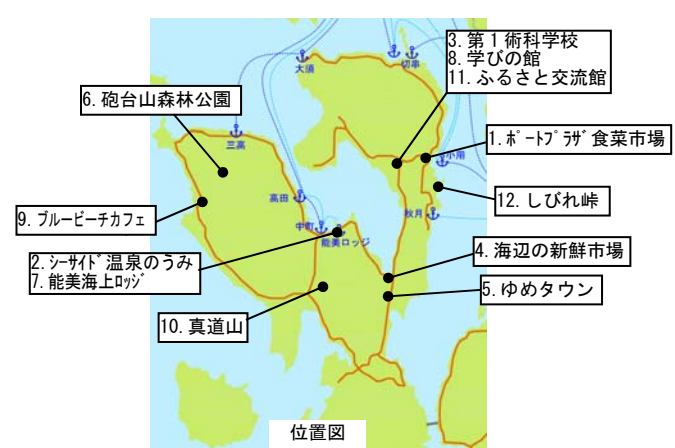 3. 第１術科学校
8. 学びの館
11. ふるさと交流館
大須
切串
6. 砲台山森林公園
三高
1. ﾎﾟｰﾄﾌﾟﾗｻﾞ食菜市場
小用
高田
12. しびれ峠
9. ブルービーチカフェ
秋月
中町
能美ロッジ
2. ｼｰｻｲﾄﾞ温泉のうみ
7. 能美海上ﾛｯｼﾞ
4. 海辺の新鮮市場
5. ゆめタウン
10. 真道山
位置図